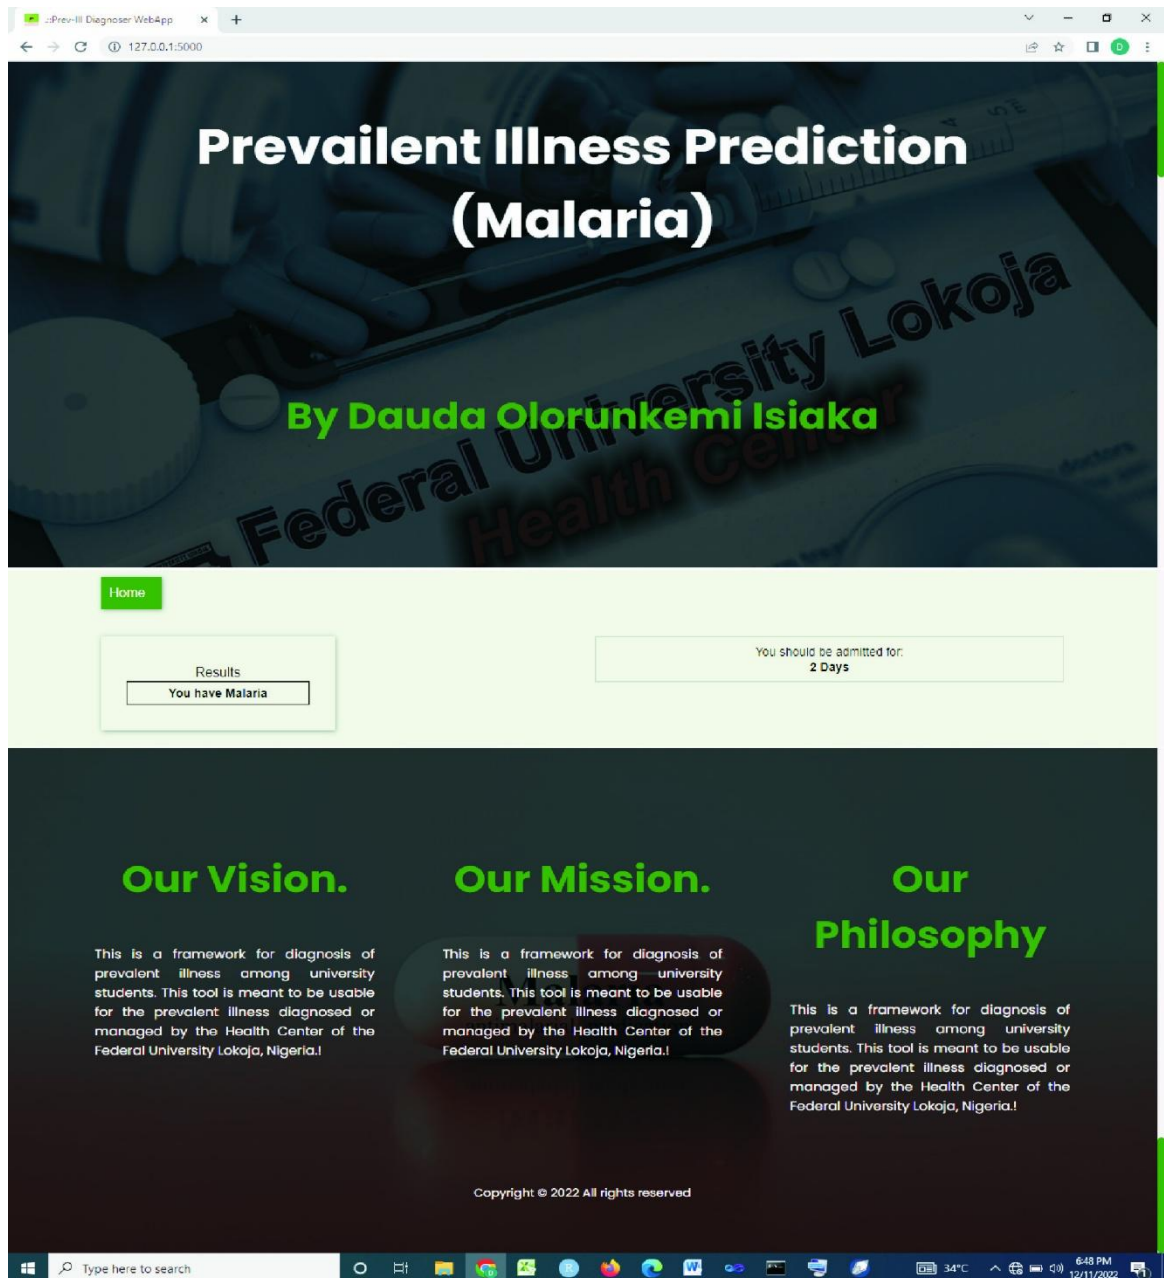 .::Prev-Ill Diagnoser WebApp
127.0.0.1:5000
Prevailent Illness Prediction
(Malaria)
Federal University Lokoja
Health Center
By Dauda Olorunkemi Isiaka
Home
Results
You have Malaria
You should be admitted for:
2 Days
Our Vision.
This is a framework for diagnosis of
prevalent illness among university
students. This tool is meant to be usable
for the prevalent illness diagnosed or
managed by the Health Center of the
Federal University Lokoja, Nigeria.!
Our Mission.
This is a framework for diagnosis of
prevalent illness among university
students. This tool is meant to be usable
for the prevalent illness diagnosed or
managed by the Health Center of the
Federal University Lokoja, Nigeria.!
Malaria
Our
Philosophy
This is a framework for diagnosis of
prevalent illness among university
students. This tool is meant to be usable
for the prevalent illness diagnosed or
managed by the Health Center of the
Federal University Lokoja, Nigeria.!
Copyright © 2022 All rights reserved
Type here to search
34°C
6:48 PM
12/11/2022